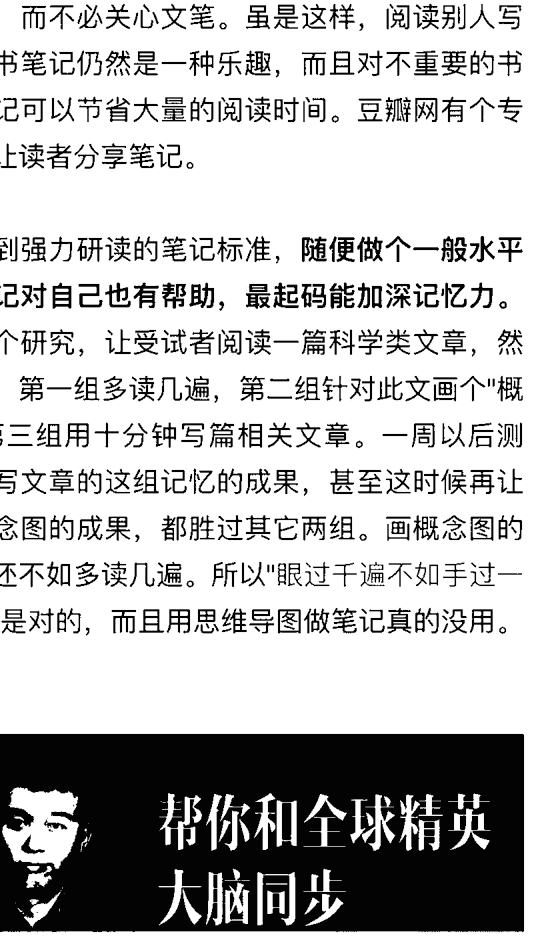 而不必关心文笔。虽是这样，阅读别人写
书笔记仍然是一种乐趣，而且对不重要的书
记可以节省大量的阅读时间。豆瓣网有个专
让读者分享笔记。
到强力研读的笔记标准，随便做个一般水平
记对自己也有帮助，最起码能加深记忆力。
个研究，让受试者阅读一篇科学类文章，然
第一组多读几遍，第二组针对此文画个"概
第三组用十分钟写篇相关文章。一周以后测
写文章的这组记忆的成果，甚至这时候再让
念图的成果，都胜过其它两组。画概念图的
还不如多读几遍。所以"眼过千遍不如手过一
是对的，而且用思维导图做笔记真的没用。
帮你和全球精英
大脑同步